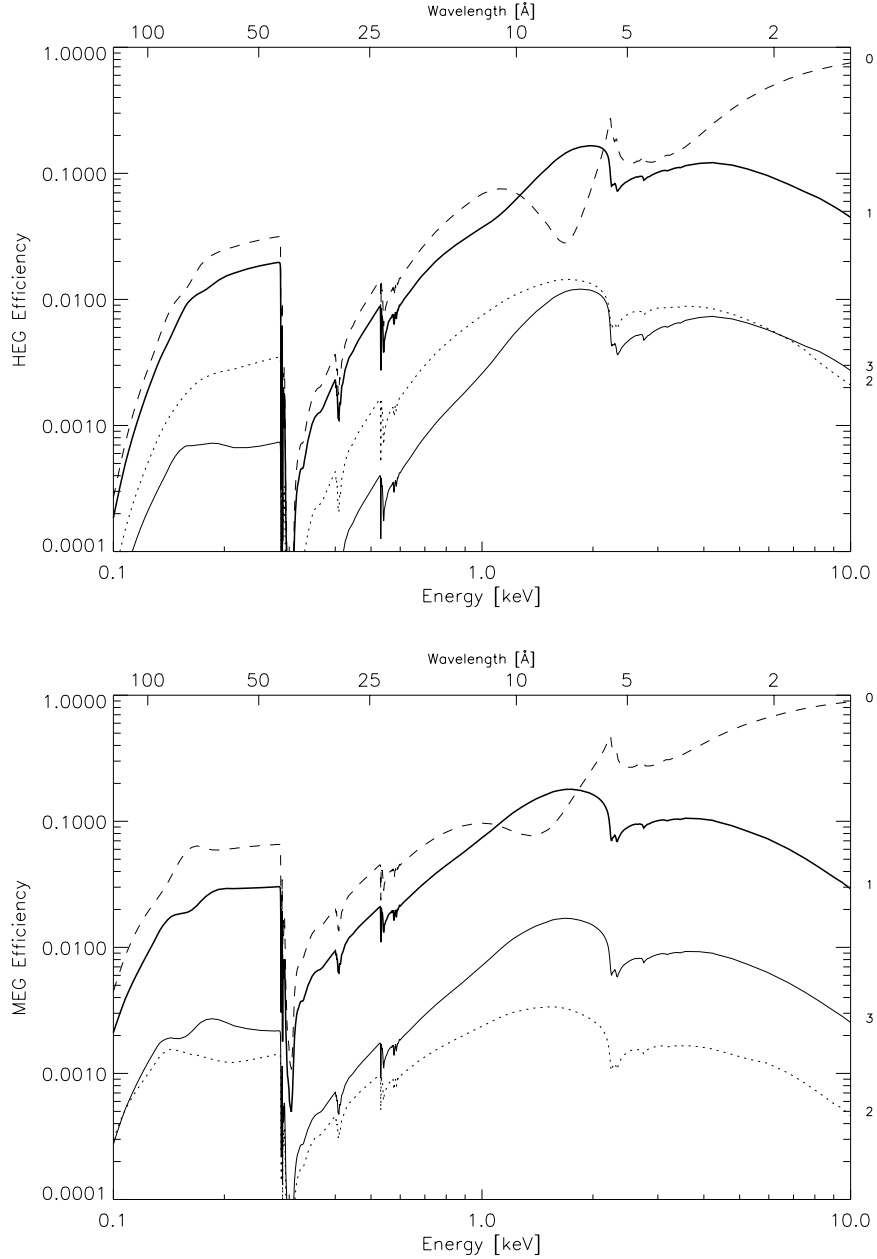 Wavelength [Å]
100 50 25 10 5 2
1.0000
0.1000
0.0100
0.0010
0.0001
HEG Efficiency
0
1
3
2
0.1 1.0 10.0
Energy [keV]
Wavelength [Å]
100 50 25 10 5 2
1.0000
0.1000
0.0100
0.0010
0.0001
MEG Efficiency
0
1
3
2
0.1 1.0 10.0
Energy [keV]